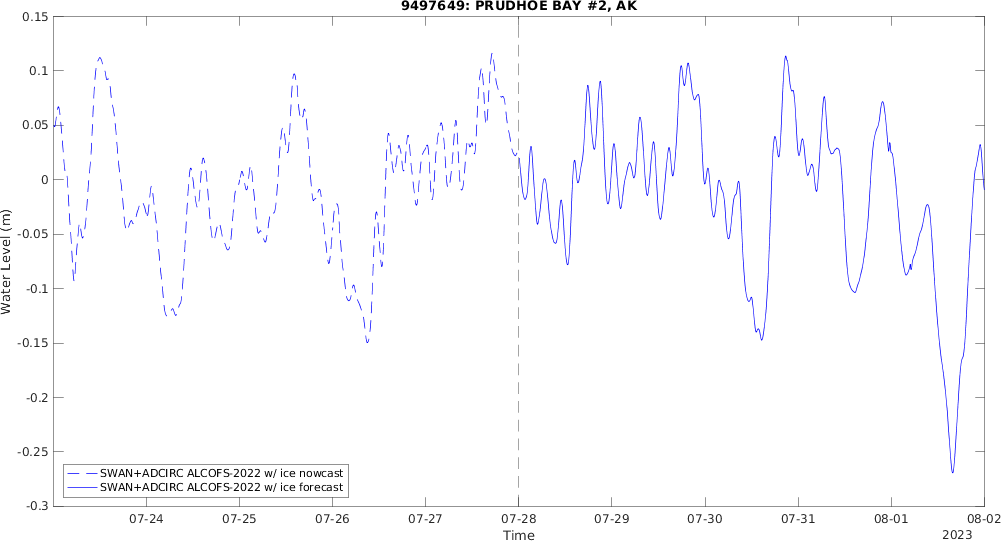 9497649: PRUDHOE BAY #2, AK
0.15
0.1
0.05
0
-0.05
-0.1
-0.15
-0.2
-0.25
-0.3
Water Level (m)
SWAN+ADCIRC ALCOFS-2022 w/ ice nowcast
SWAN+ADCIRC ALCOFS-2022 w/ ice forecast
07-24 07-25 07-26 07-27 07-28 07-29 07-30 07-31 08-01 08-02
Time
2023